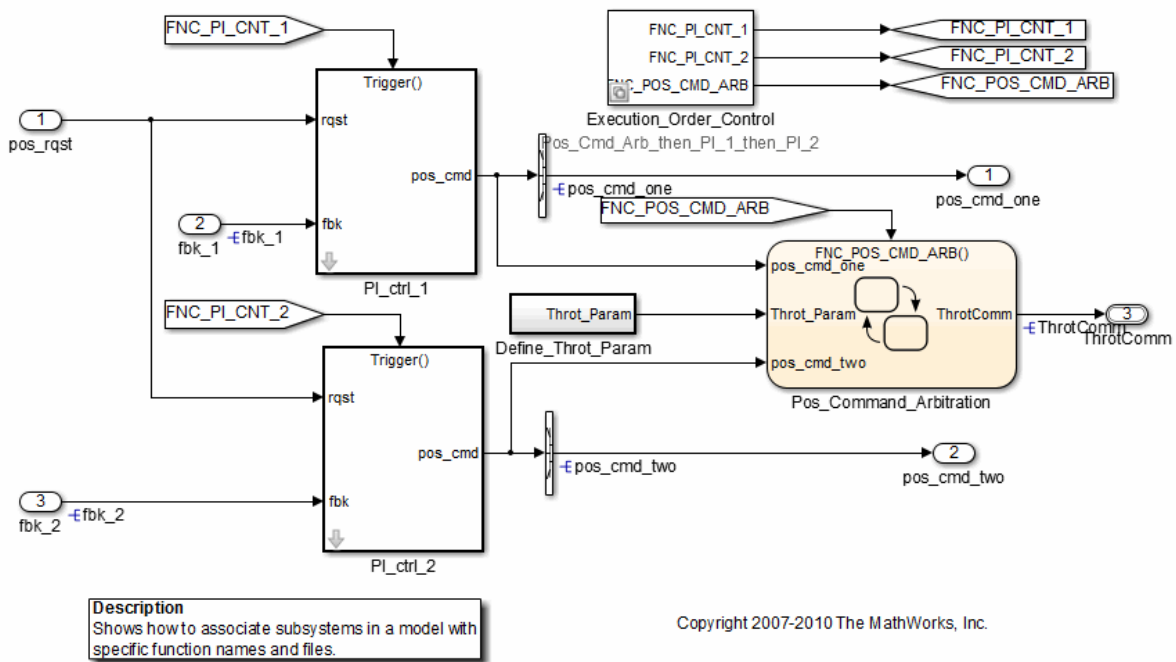 FNC_PI_CNT_1
FNC_PI_CNT_1
FNC_PI_CNT_1
FNC_PI_CNT_2
FNC_PI_CNT_2
FNC_POS_CMD_ARB
FNC_POS_CMD_ARB
Execution_Order_Control
Pos_Cmd_Arb_then_PI_1_then_PI_2
Trigger()
1
rqst
pos_rqst
pos_cmd
pos_cmd_one
1
pos_cmd_one
2
fbk
fbk_1
fbk_1
PI_ctrl_1
FNC_POS_CMD_ARB
FNC_POS_CMD_ARB()
pos_cmd_one
Throt_Param
Define_Throt_Param
Throt_Param
ThrotComm
ThrotComm
3
ThrotComm
pos_cmd_two
Pos_Command_Arbitration
FNC_PI_CNT_2
Trigger()
rqst
pos_cmd
pos_cmd_two
2
pos_cmd_two
3
fbk
fbk_2
fbk_2
PI_ctrl_2
Description
Shows how to associate subsystems in a model with
specific function names and files.
Copyright 2007-2010 The MathWorks, Inc.